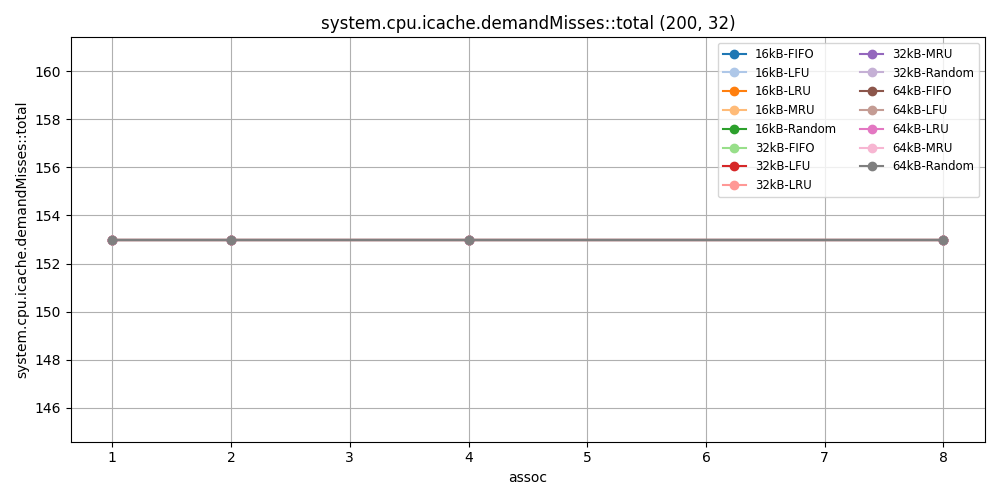 system.cpu.icache.demandMisses::total (200, 32)
system.cpu.icache.demandMisses::total
160
158
156
154
152
150
148
146
16kB-FIFO
16kB-LFU
16kB-LRU
16kB-MRU
16kB-Random
32kB-FIFO
32kB-LFU
32kB-LRU
32kB-MRU
32kB-Random
64kB-FIFO
64kB-LFU
64kB-LRU
64kB-MRU
64kB-Random
1 2 3 4 5 6 7 8
assoc